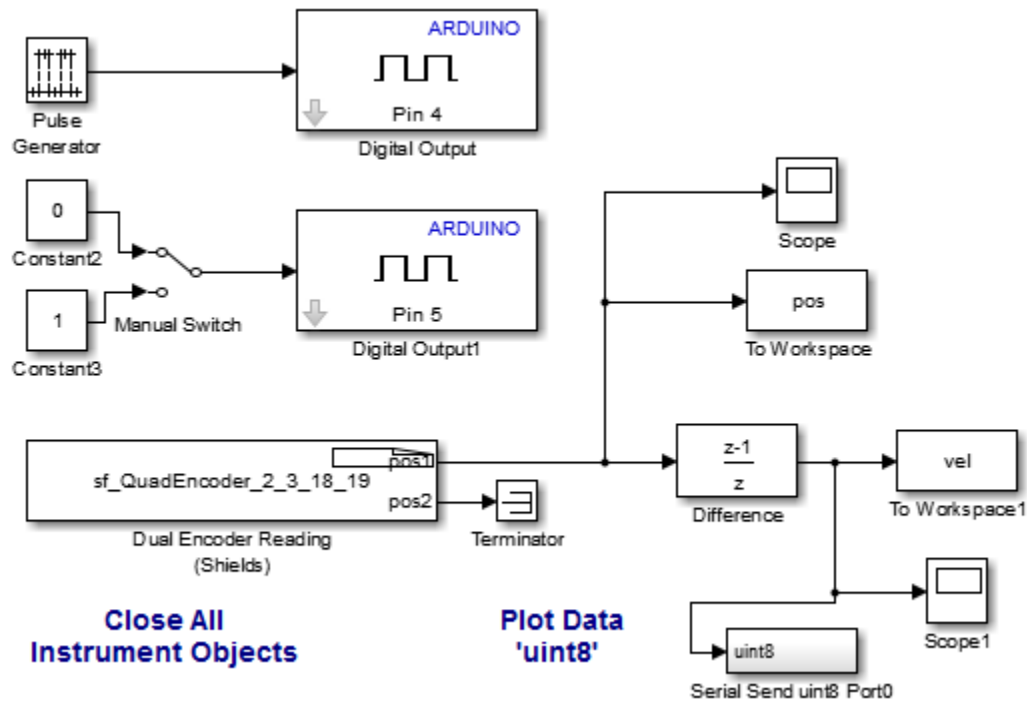 ARDUINO
Pin 4
Pulse
Generator
Digital Output
0
Constant2
ARDUINO
Pin 5
1
Manual Switch
Constant3
Digital Output1
Scope
pos
To Workspace
sf_QuadEncoder_2_3_18_19
pos1
pos2
Dual Encoder Reading
(Shields)
Terminator
z-1
z
Difference
vel
To Workspace1
Scope1
Close All
Instrument Objects
Plot Data
'uint8'
uint8
Serial Send uint8 Port0